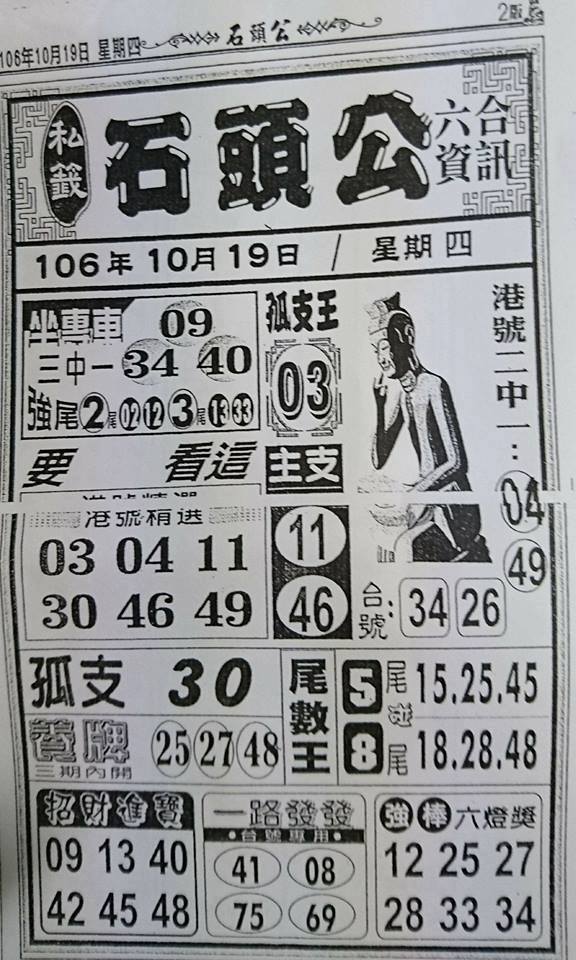 106年10月19日 星期四
石頭公
2版
私籤
石頭公
六合資訊
106年10月19日 / 星期四
坐專車 09
三中一 34 40
強尾 2尾 02 12 3尾 13 33
孤支王
03
港號二中一:
04
49
要 看這
主支
11
46
港號精選
03 04 11
30 46 49
台號: 34 26
孤支 30
養牌 25 27 48
三期內開
尾數王
5尾 15.25.45
碰
8尾 18.28.48
招財進寶
09 13 40
42 45 48
一路發發
台號專用
41 08
75 69
強棒六燈獎
12 25 27
28 33 34